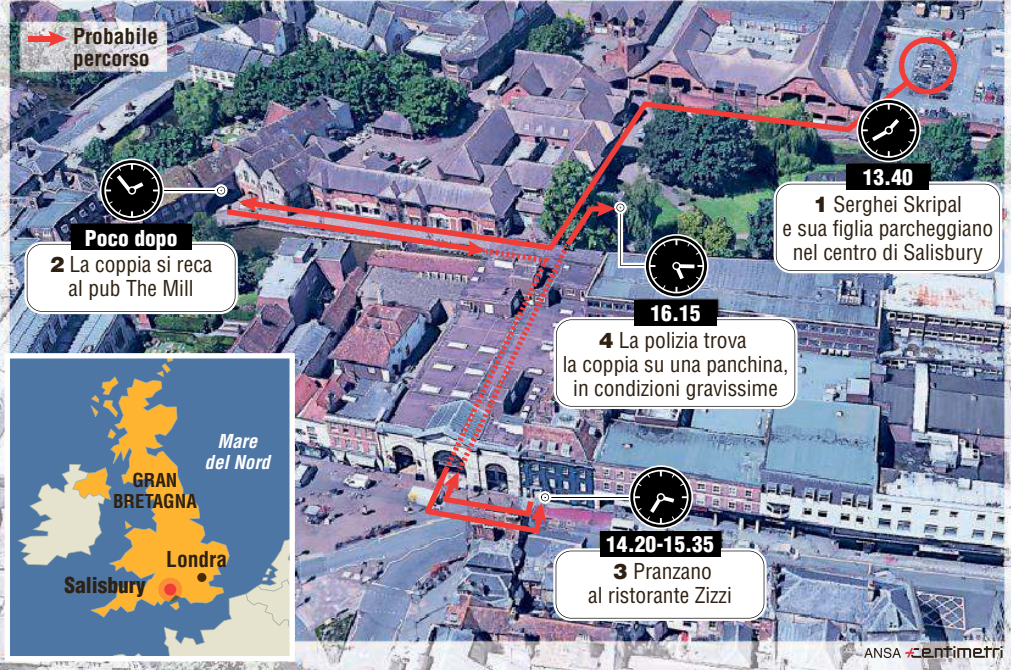 Probabile
percorso
13.40
1 Serghei Skripal
e sua figlia parcheggiano
nel centro di Salisbury
Poco dopo
2 La coppia si reca
al pub The Mill
16.15
4 La polizia trova
la coppia su una panchina,
in condizioni gravissime
14.20-15.35
3 Pranzano
al ristorante Zizzi
Mare
del Nord
GRAN
BRETAGNA
Londra
Salisbury
ANSA centimetri